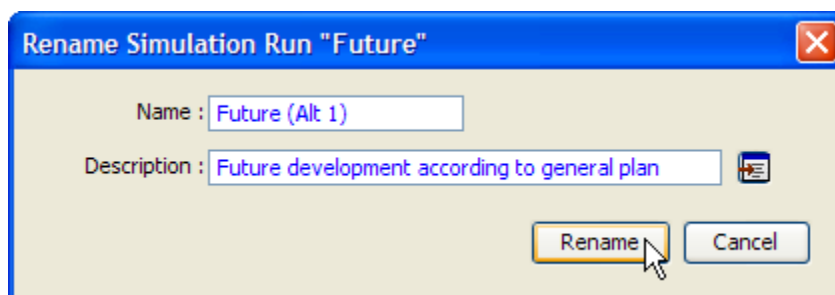 Rename Simulation Run "Future"
Name : Future (Alt 1)
Description : Future development according to general plan
Rename Cancel